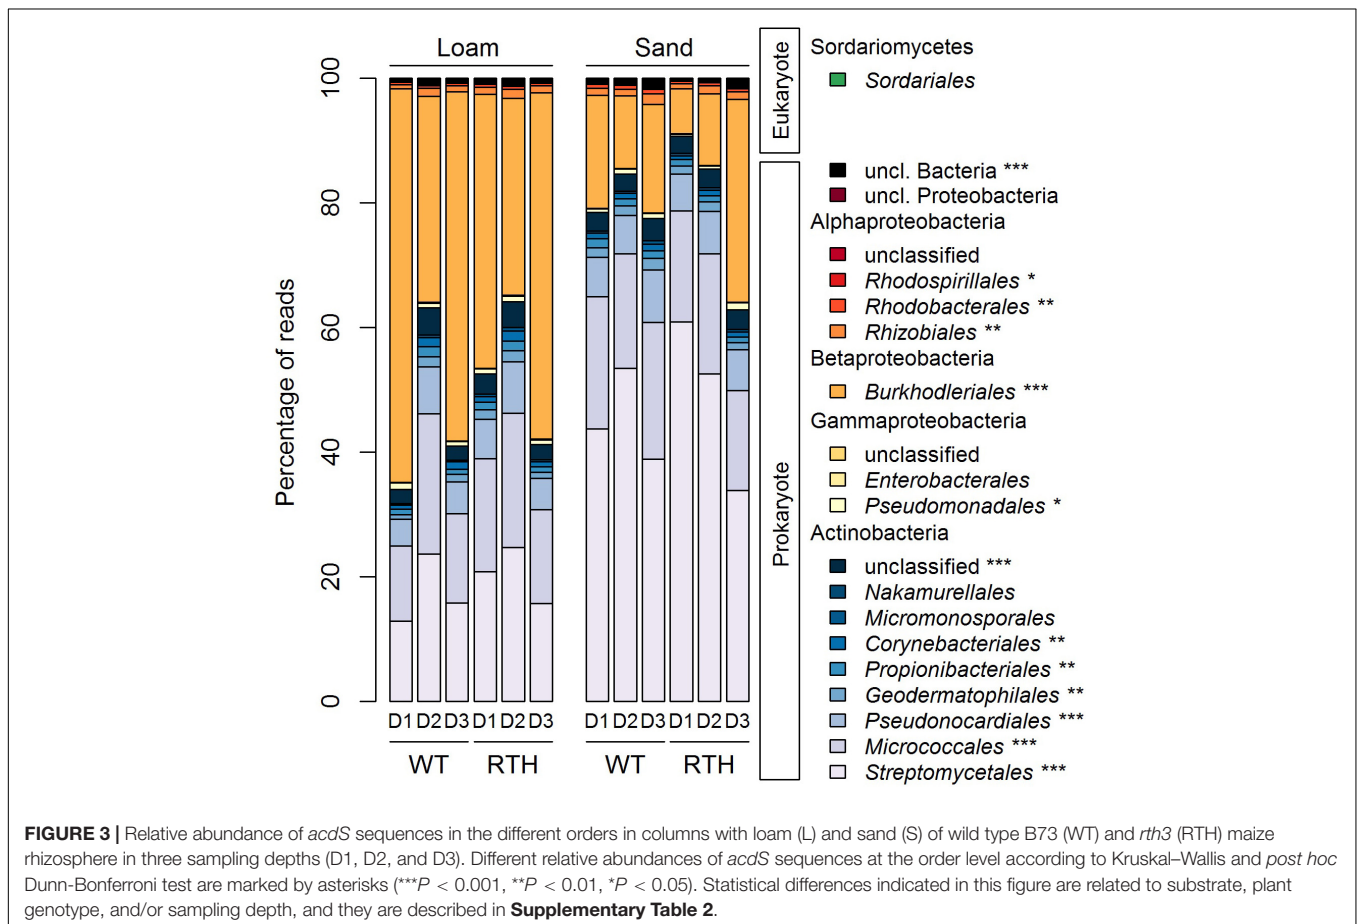 Loam
Sand
Percentage of reads
100
80
60
40
20
0
D1 D2 D3 D1 D2 D3
D1 D2 D3 D1 D2 D3
WT RTH
WT RTH
Eukaryote
Sordariomycetes
Sordariales
Prokaryote
uncl. Bacteria ***
uncl. Proteobacteria
Alphaproteobacteria
unclassified
Rhodospirillales *
Rhodobacterales **
Rhizobiales **
Betaproteobacteria
Burkhodleriales ***
Gammaproteobacteria
unclassified
Enterobacterales
Pseudomonadales *
Actinobacteria
unclassified ***
Nakamurellales
Micromonosporales
Corynebacteriales **
Propionibacteriales **
Geodermatophilales **
Pseudonocardiales ***
Micrococcales ***
Streptomycetales ***
FIGURE 3 | Relative abundance of acdS sequences in the different orders in columns with loam (L) and sand (S) of wild type B73 (WT) and rth3 (RTH) maize
rhizosphere in three sampling depths (D1, D2, and D3). Different relative abundances of acdS sequences at the order level according to Kruskal–Wallis and post hoc
Dunn-Bonferroni test are marked by asterisks (***P < 0.001, **P < 0.01, *P < 0.05). Statistical differences indicated in this figure are related to substrate, plant
genotype, and/or sampling depth, and they are described in Supplementary Table 2.